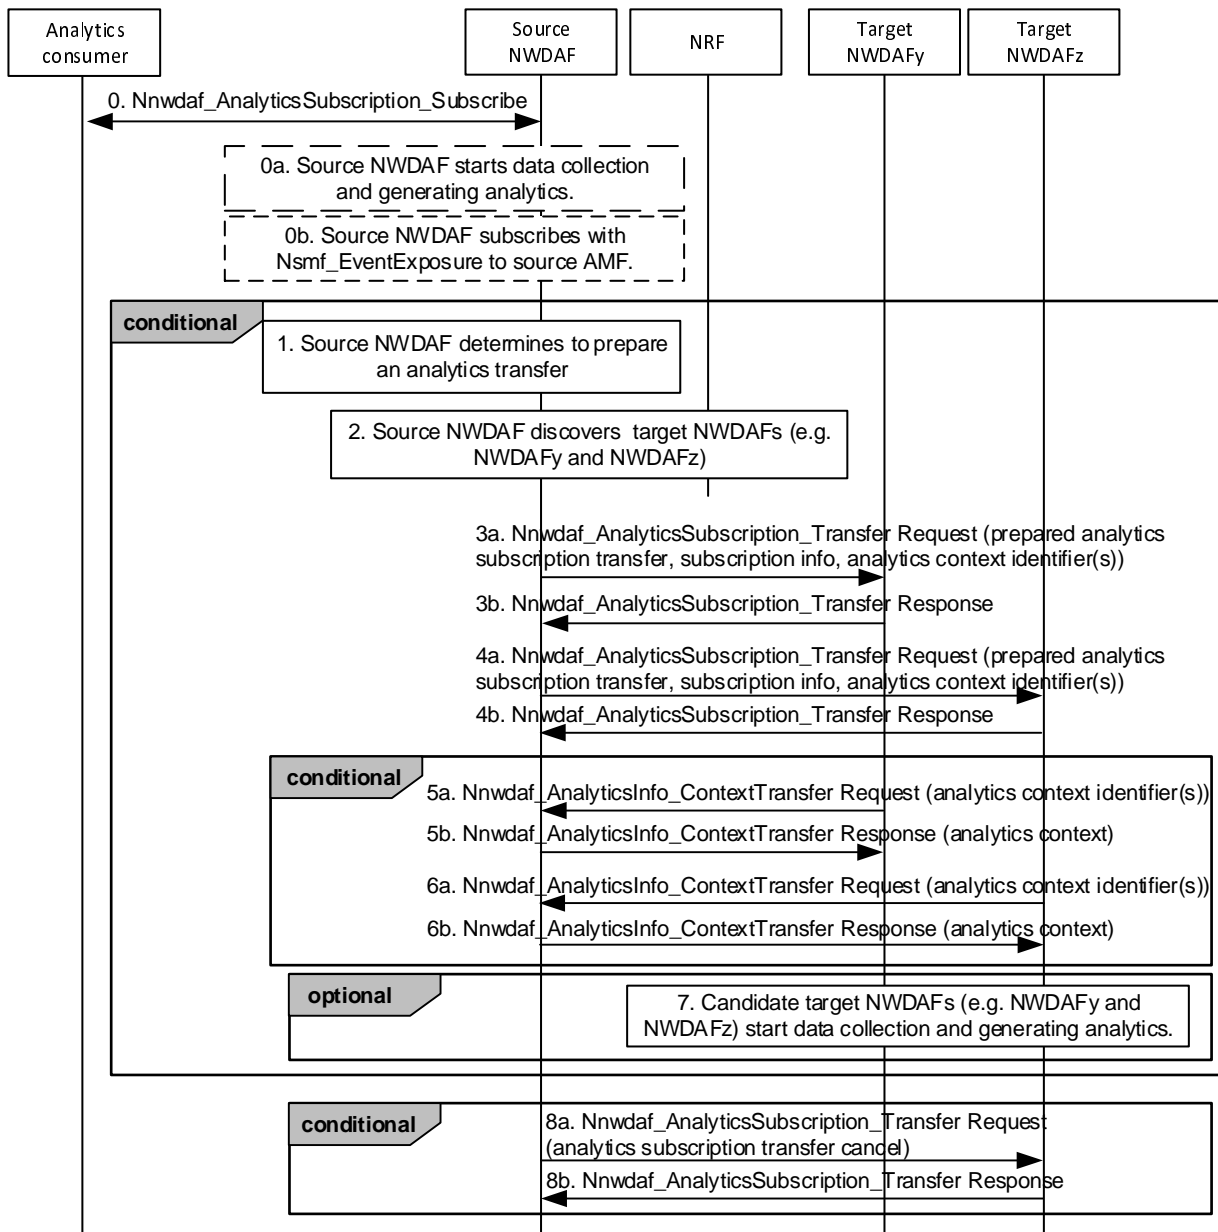 Analytics
consumer
Source
NWDAF
NRF
Target
NWDAFy
Target
NWDAFz
0. Nnwdaf_AnalyticsSubscription_Subscribe
0a. Source NWDAF starts data collection
and generating analytics.
0b. Source NWDAF subscribes with
Nsmf_EventExposure to source AMF.
conditional
1. Source NWDAF determines to prepare
an analytics transfer
2. Source NWDAF discovers target NWDAFs (e.g.
NWDAFy and NWDAFz)
3a. Nnwdaf_AnalyticsSubscription_Transfer Request (prepared analytics
subscription transfer, subscription info, analytics context identifier(s))
3b. Nnwdaf_AnalyticsSubscription_Transfer Response
4a. Nnwdaf_AnalyticsSubscription_Transfer Request (prepared analytics
subscription transfer, subscription info, analytics context identifier(s))
4b. Nnwdaf_AnalyticsSubscription_Transfer Response
conditional
5a. Nnwdaf_AnalyticsInfo_ContextTransfer Request (analytics context identifier(s))
5b. Nnwdaf_AnalyticsInfo_ContextTransfer Response (analytics context)
6a. Nnwdaf_AnalyticsInfo_ContextTransfer Request (analytics context identifier(s))
6b. Nnwdaf_AnalyticsInfo_ContextTransfer Response (analytics context)
optional
7. Candidate target NWDAFs (e.g. NWDAFy and
NWDAFz) start data collection and generating analytics.
conditional
8a. Nnwdaf_AnalyticsSubscription_Transfer Request
(analytics subscription transfer cancel)
8b. Nnwdaf_AnalyticsSubscription_Transfer Response